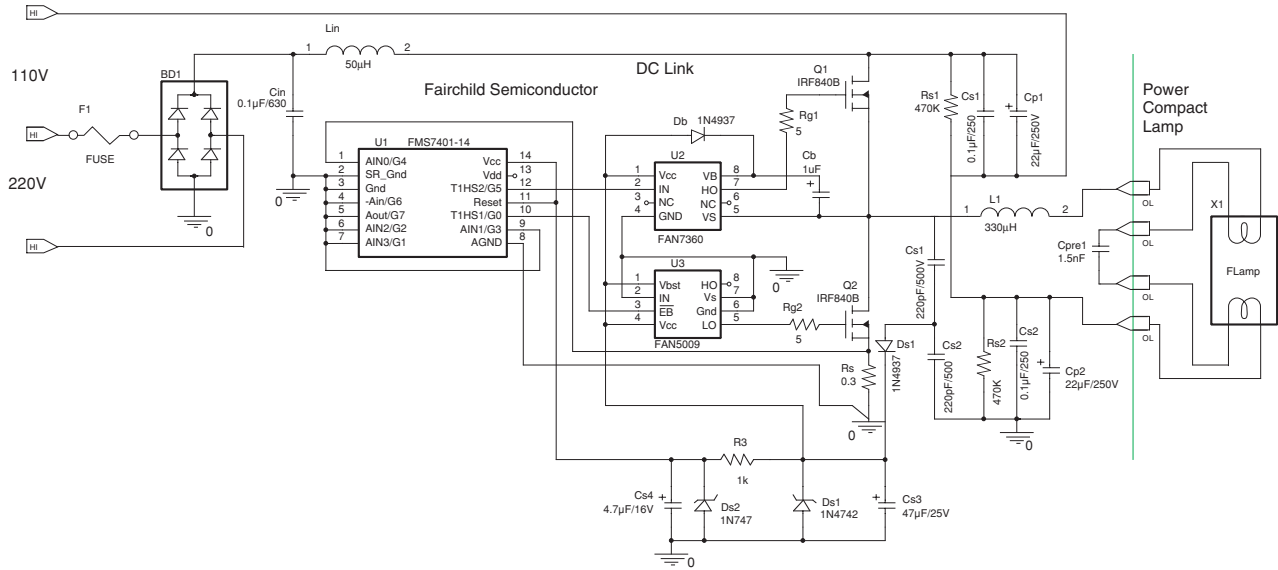 HI
Lin
1 2
50µH
DC Link
110V
BD1
Cin
0.1µF/630
Fairchild Semiconductor
Q1
IRF840B
Rs1
470K
Cs1
0.1µF/250
Cp1
22µF/250V
Power
Compact
Lamp
F1
HI
FUSE
Rg1
5
Db
1N4937
U1 FMS7401-14
U2
Cb
1uF
220V
1 AIN0/G4 Vcc 14
2 SR_Gnd Vdd 13
3 Gnd T1HS2/G5 12
4 -Ain/G6 Reset 11
5 Aout/G7 T1HS1/G0 10
6 AIN2/G2 AIN1/G3 9
7 AIN3/G1 AGND 8
1 Vcc VB 8
2 IN HO 7
3 NC NC 6
4 GND VS 5
FAN7360
0
0
HI
L1
1 2
330µH
OL
OL
OL
OL
Cpre1
1.5nF
X1
FLamp
Cs1
220pF/500V
U3
1 Vbst HO 8
2 IN Vs 7
3 EB Gnd 6
4 Vcc LO 5
FAN5009
0
Q2
IRF840B
Rg2
5
Ds1
1N4937
Cs2
220pF/500
Rs2
470K
Cs2
0.1µF/250
Cp2
22µF/250V
Rs
0.3
0
0
R3
1k
Cs4
4.7µF/16V
Ds2
1N747
Ds1
1N4742
Cs3
47µF/25V
0